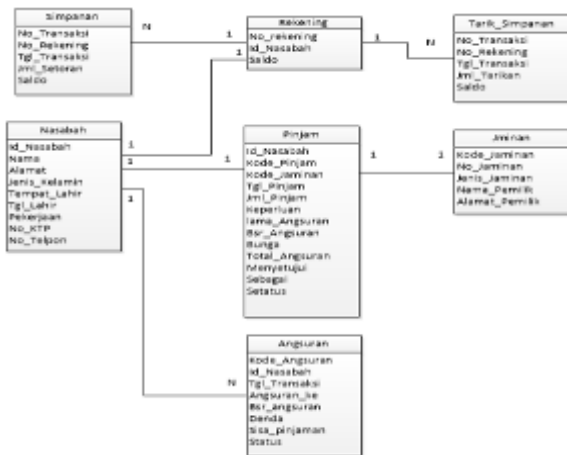 Simpanan
No_Transaksi
No_Rekening
Tgl_Transaksi
Jml_Setoran
Saldo
N
1
Rekening
No_rekening
Id_Nasabah
Saldo
1
1
N
Tarik_Simpanan
No_Transaksi
No_Rekening
Tgl_Transaksi
Jml_Tarikan
Saldo
Nasabah
Id_Nasabah
Nama
Alamat
Jenis_Kelamin
Tempat_Lahir
Tgl_Lahir
Pekerjaan
No_KTP
No_Telpon
1
1
1
1
Pinjam
Id_Nasabah
Kode_Pinjam
Kode_Jaminan
Tgl_Pinjam
Jml_Pinjam
Keperluan
lama_Angsuran
Bsr_Angsuran
Bunga
Total_Angsuran
Menyetujui
Sebagai
Setatus
1
1
Jminan
Kode_Jaminan
No_Jaminan
Jenis_Jaminan
Nama_Pemilik
Alamat_Pemilik
N
Angsuran
Kode_Angsuran
Id_Nasabah
Tgl_Transaksi
Angsuran_ke
Bsr_angsuran
Denda
Sisa_pinjaman
Status